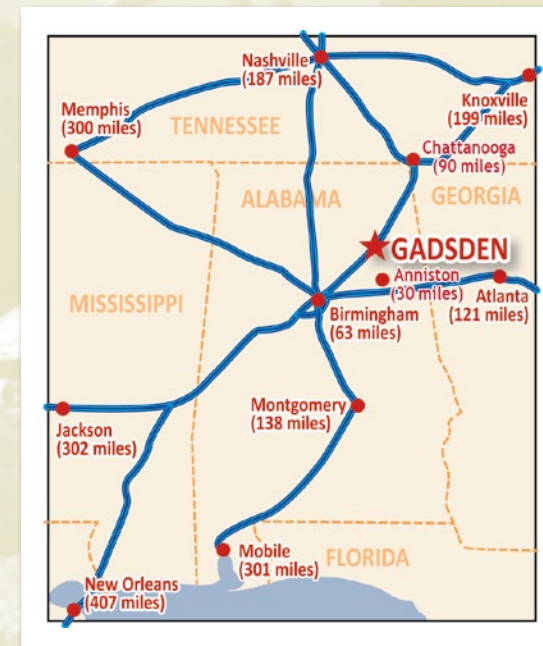 Nashville
(187 miles)
Knoxville
(199 miles)
Memphis
(300 miles)
TENNESSEE
Chattanooga
(90 miles)
ALABAMA
GEORGIA
GADSDEN
Anniston
(30 miles)
Atlanta
(121 miles)
MISSISSIPPI
Birmingham
(63 miles)
Montgomery
(138 miles)
Jackson
(302 miles)
Mobile
(301 miles)
FLORIDA
New Orleans
(407 miles)